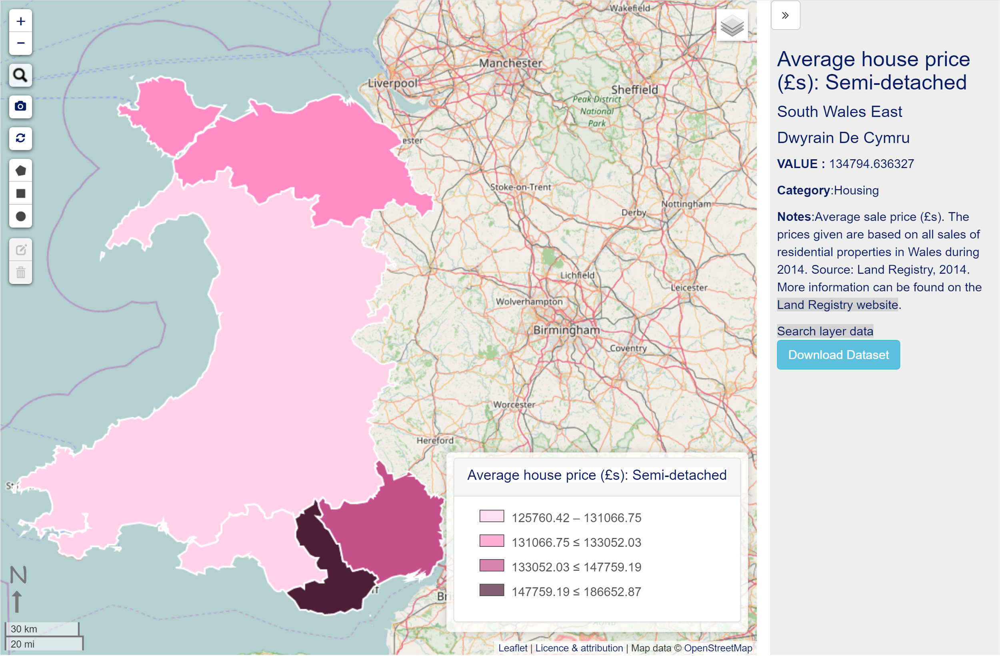 +
−
Wakefield
Manchester
Liverpool
Sheffield
Peak District
National
Park
ester
Stoke-on-Trent
Nottingham
Derby
Lichfield
Leicester
Wolverhampton
Birmingham
Coventry
Worcester
Hereford
St
Bris
AONB
N
30 km
20 mi
Average house price (£s): Semi-detached
125760.42 – 131066.75
131066.75 ≤ 133052.03
133052.03 ≤ 147759.19
147759.19 ≤ 186652.87
Leaflet | Licence & attribution | Map data © OpenStreetMap
»
Average house price
(£s): Semi-detached
South Wales East
Dwyrain De Cymru
VALUE : 134794.636327
Category:Housing
Notes:Average sale price (£s). The
prices given are based on all sales of
residential properties in Wales during
2014. Source: Land Registry, 2014.
More information can be found on the
Land Registry website.
Search layer data
Download Dataset